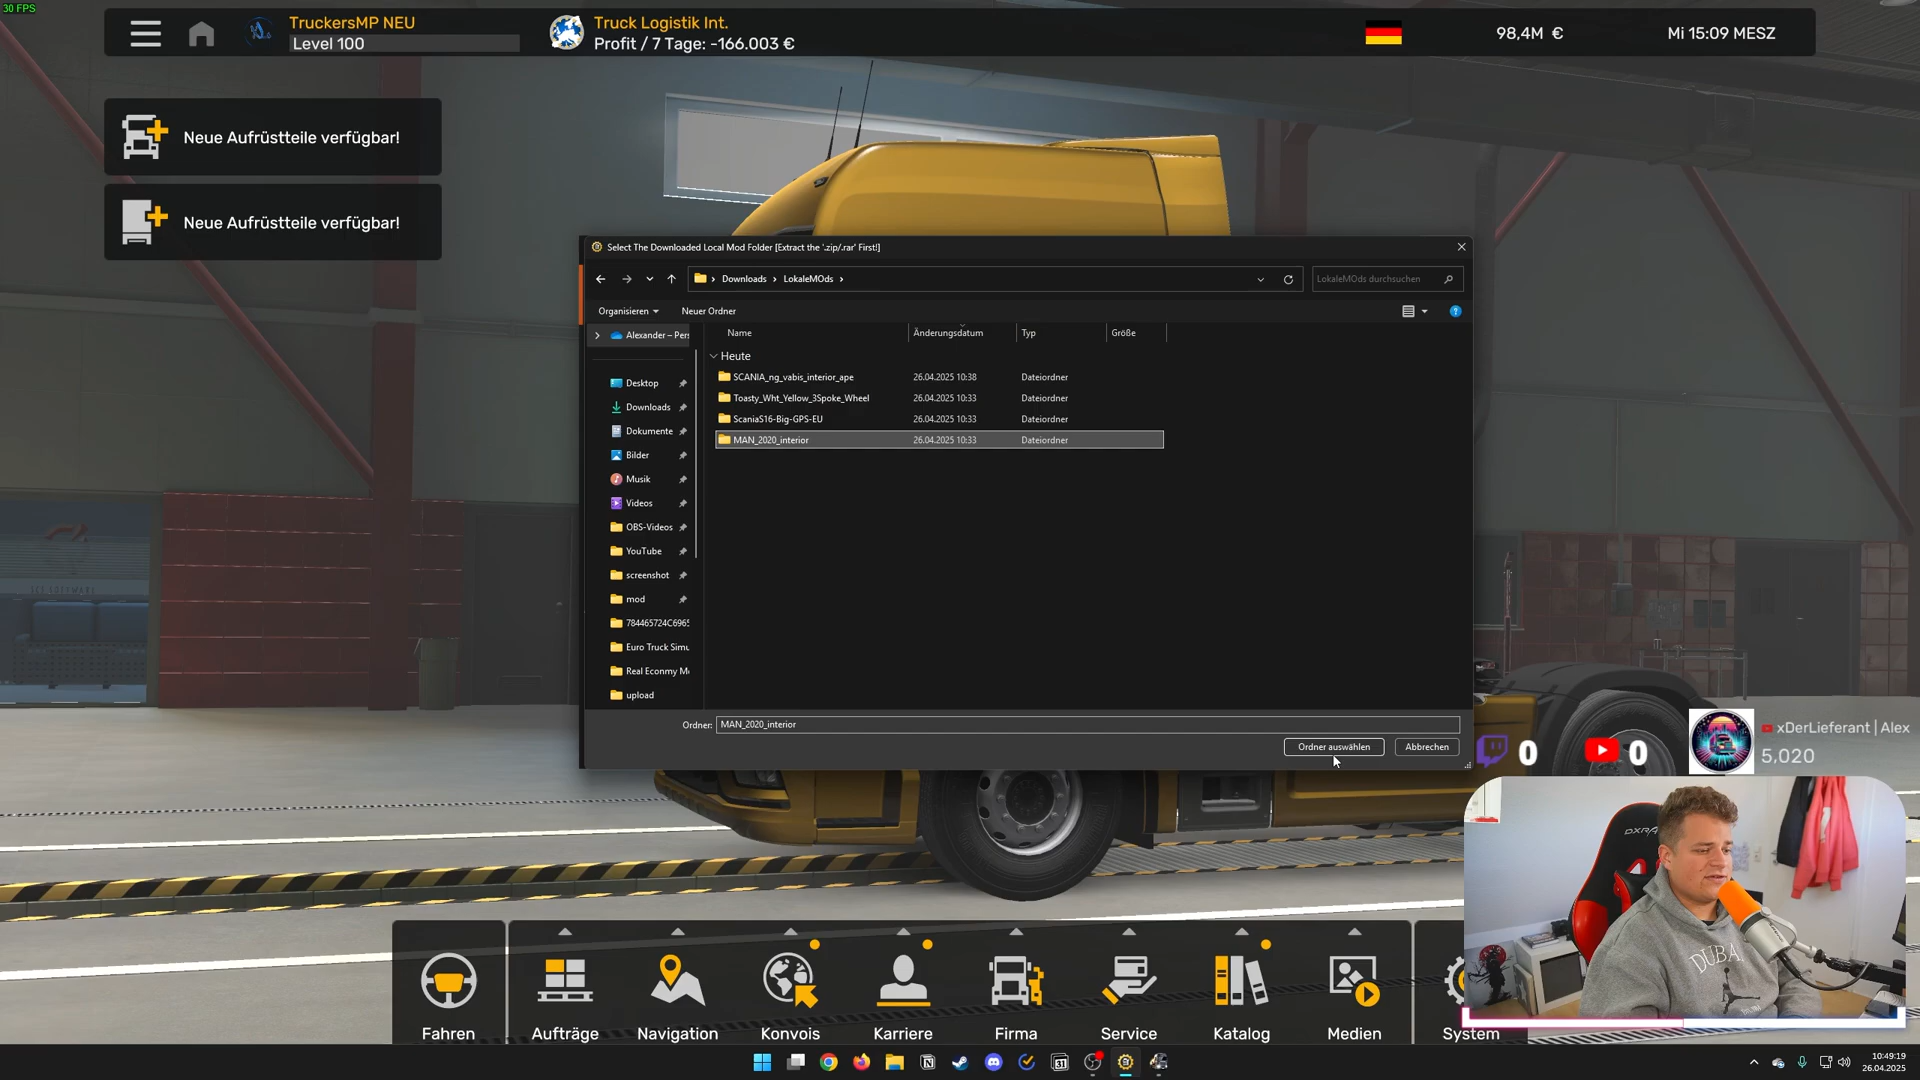 30 FPS
TruckersMP NEU
Level 100
Truck Logistik Int.
Profit / 7 Tage: -166.003 €
98,4M €
Mi 15:09 MESZ
Neue Aufrüstteile verfügbar!
Neue Aufrüstteile verfügbar!
Select The Downloaded Local Mod Folder [Extract the '.zip/.rar' First!]
Downloads
LokaleMOds
LokaleMOds durchsuchen
Organisieren
Neuer Ordner
Alexander – Pers
Name
Änderungsdatum
Typ
Größe
Heute
SCANIA_ng_vabis_interior_ape 26.04.2025 10:38 Dateiordner
Toasty_Wht_Yellow_3Spoke_Wheel 26.04.2025 10:33 Dateiordner
ScaniaS16-Big-GPS-EU 26.04.2025 10:33 Dateiordner
MAN_2020_interior 26.04.2025 10:33 Dateiordner
Desktop
Downloads
Dokumente
Bilder
Musik
Videos
OBS-Videos
YouTube
screenshot
mod
784465724C6965
Euro Truck Simu
Real Econmy M
upload
Ordner: MAN_2020_interior
Ordner auswählen
Abbrechen
0
0
xDerLieferant | Alex
5,020
DXRA
DUBA
Fahren
Aufträge
Navigation
Konvois
Karriere
Firma
Service
Katalog
Medien
System
31
10:49:19
26.04.2025